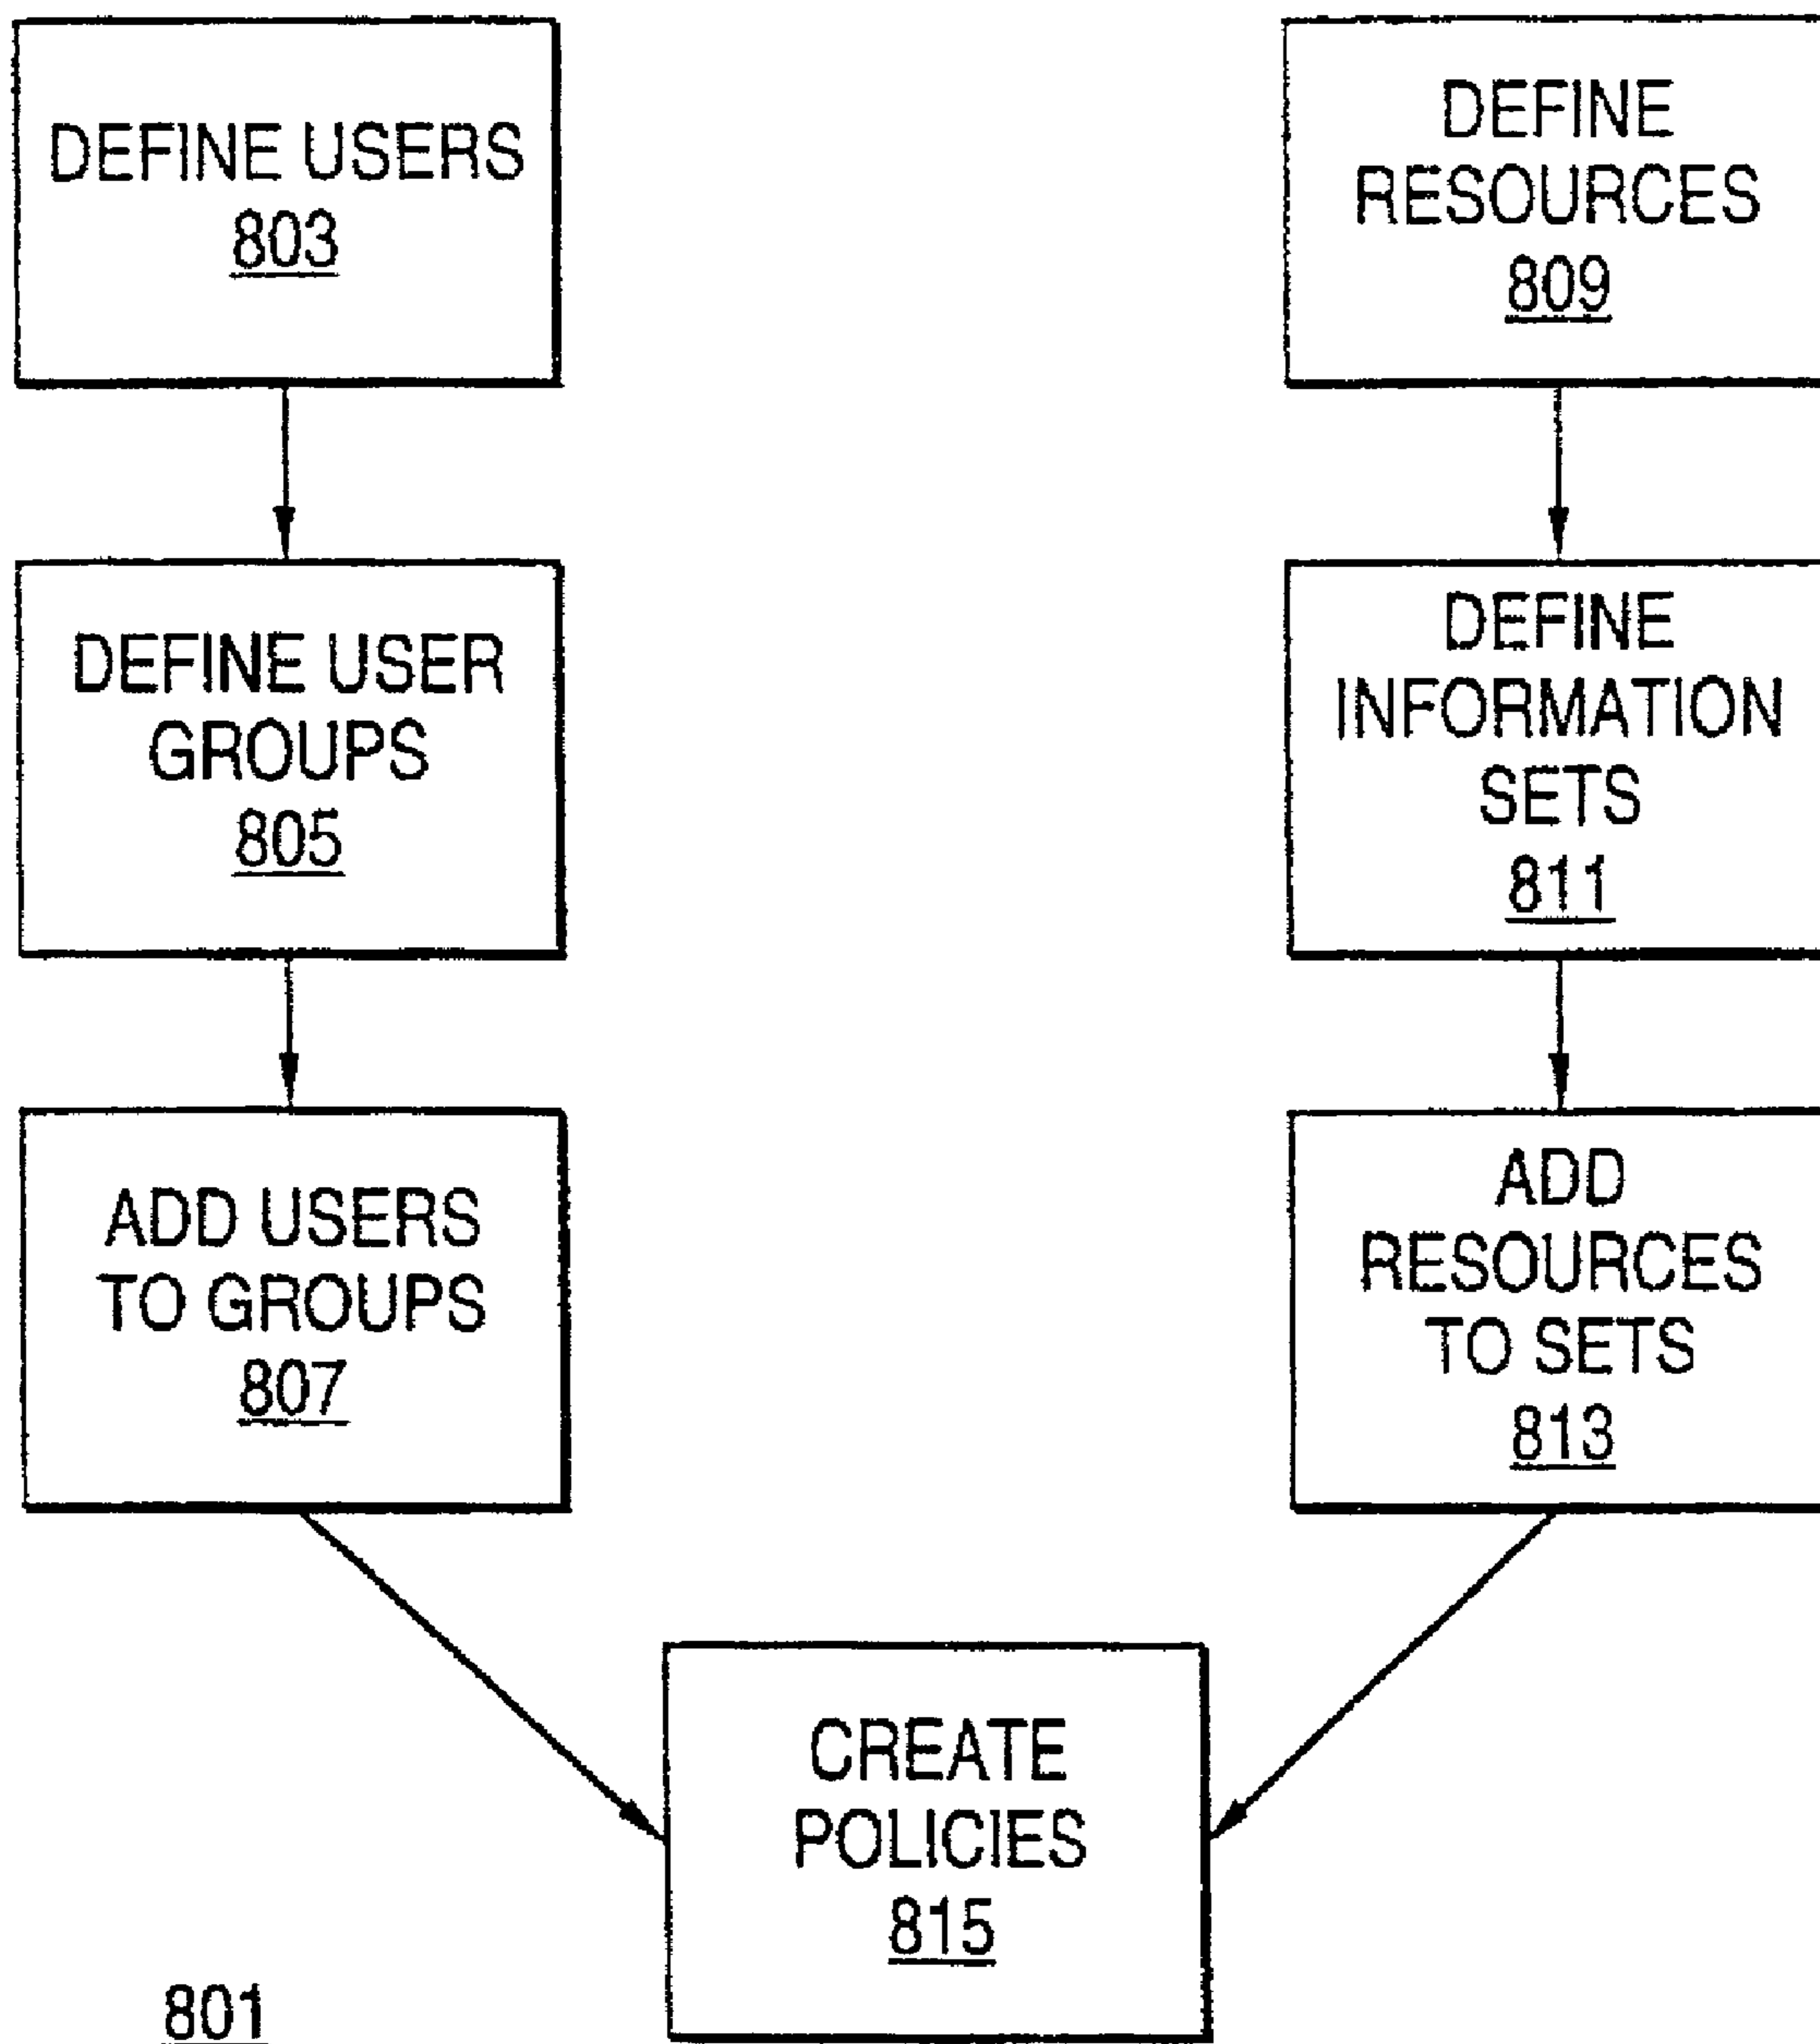 DEFINE USERS
803
DEFINE USER
GROUPS
805
ADD USERS
TO GROUPS
807
DEFINE
RESOURCES
809
DEFINE
INFORMATION
SETS
811
ADD
RESOURCES
TO SETS
813
CREATE
POLICIES
815
801